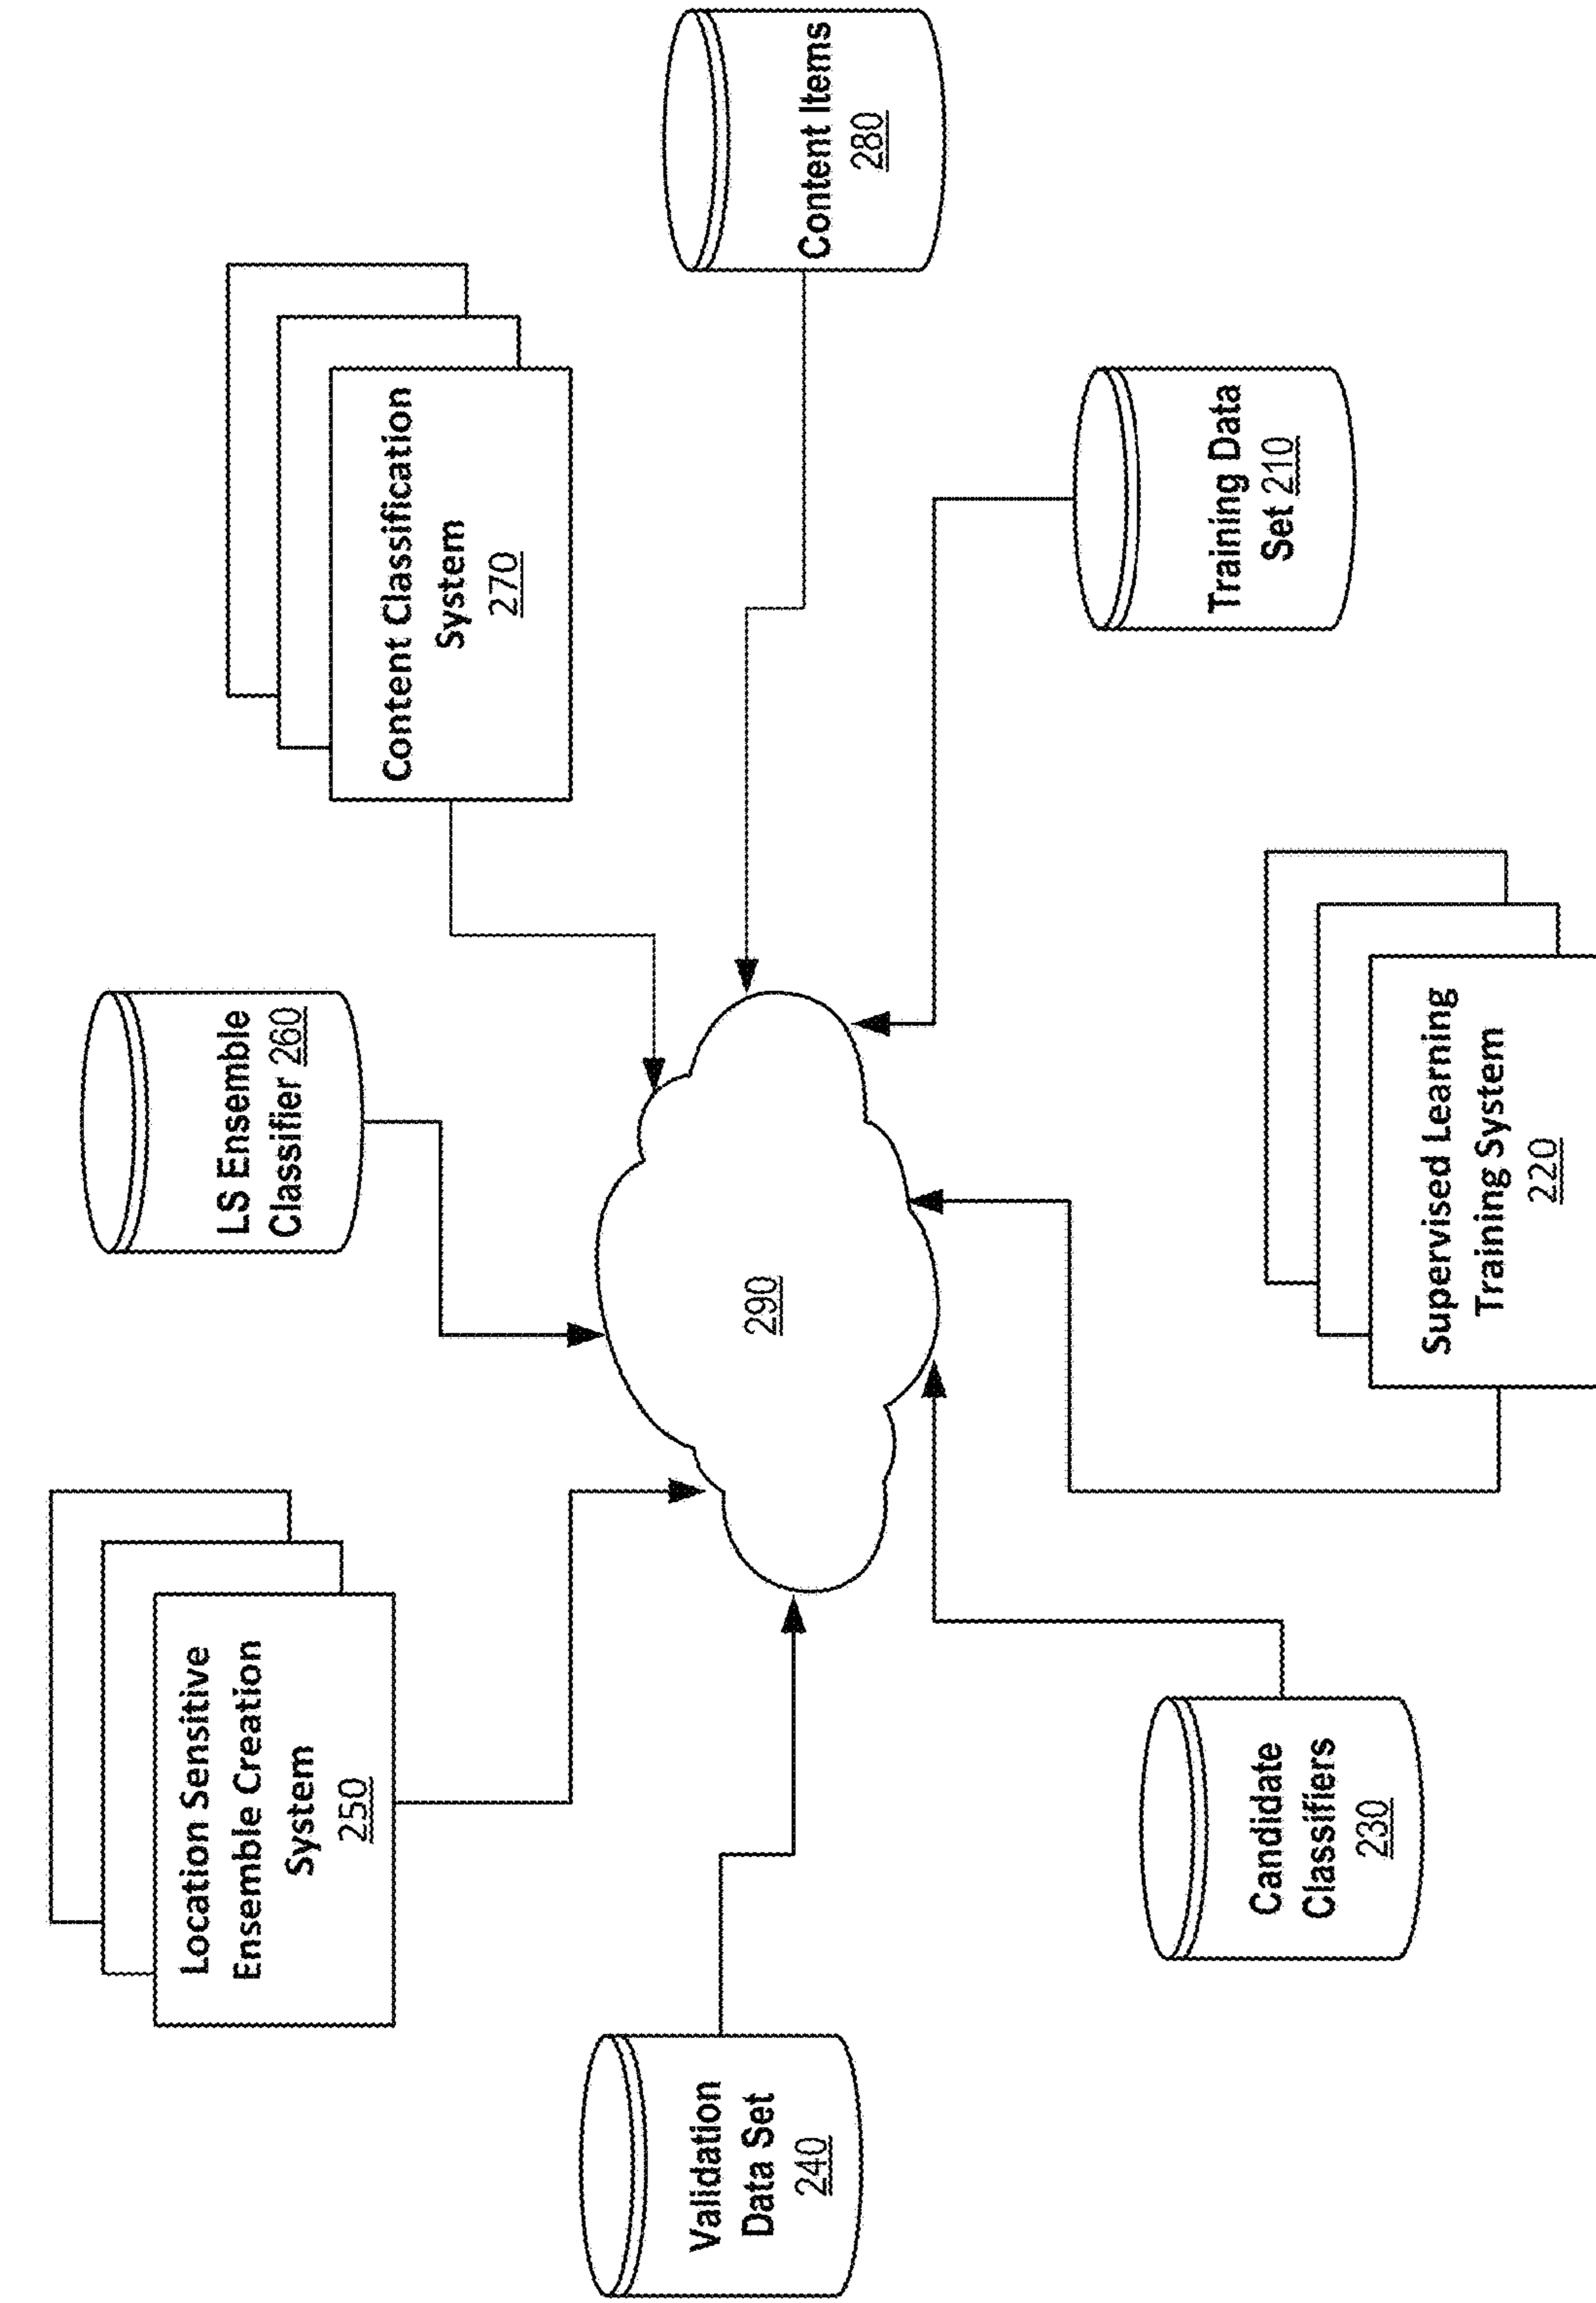 Location Sensitive
Ensemble Creation
System
250
LS Ensemble
Classifier 260
Content Classification
System
270
Validation
Data Set
240
290
Content Items
280
Candidate
Classifiers
230
Supervised Learning
Training System
220
Training Data
Set 210